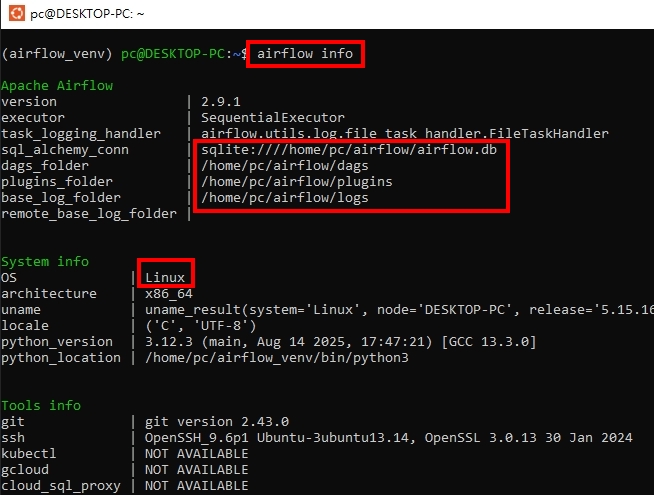 pc@DESKTOP-PC: ~
(airflow_venv) pc@DESKTOP-PC:~$ airflow info
Apache Airflow
version | 2.9.1
executor | SequentialExecutor
task_logging_handler | airflow.utils.log.file_task_handler.FileTaskHandler
sql_alchemy_conn | sqlite:////home/pc/airflow/airflow.db
dags_folder | /home/pc/airflow/dags
plugins_folder | /home/pc/airflow/plugins
base_log_folder | /home/pc/airflow/logs
remote_base_log_folder |
System info
OS | Linux
architecture | x86_64
uname | uname_result(system='Linux', node='DESKTOP-PC', release='5.15.16
locale | ('C', 'UTF-8')
python_version | 3.12.3 (main, Aug 14 2025, 17:47:21) [GCC 13.3.0]
python_location | /home/pc/airflow_venv/bin/python3
Tools info
git | git version 2.43.0
ssh | OpenSSH_9.6p1 Ubuntu-3ubuntu13.14, OpenSSL 3.0.13 30 Jan 2024
kubectl | NOT AVAILABLE
gcloud | NOT AVAILABLE
cloud_sql_proxy | NOT AVAILABLE